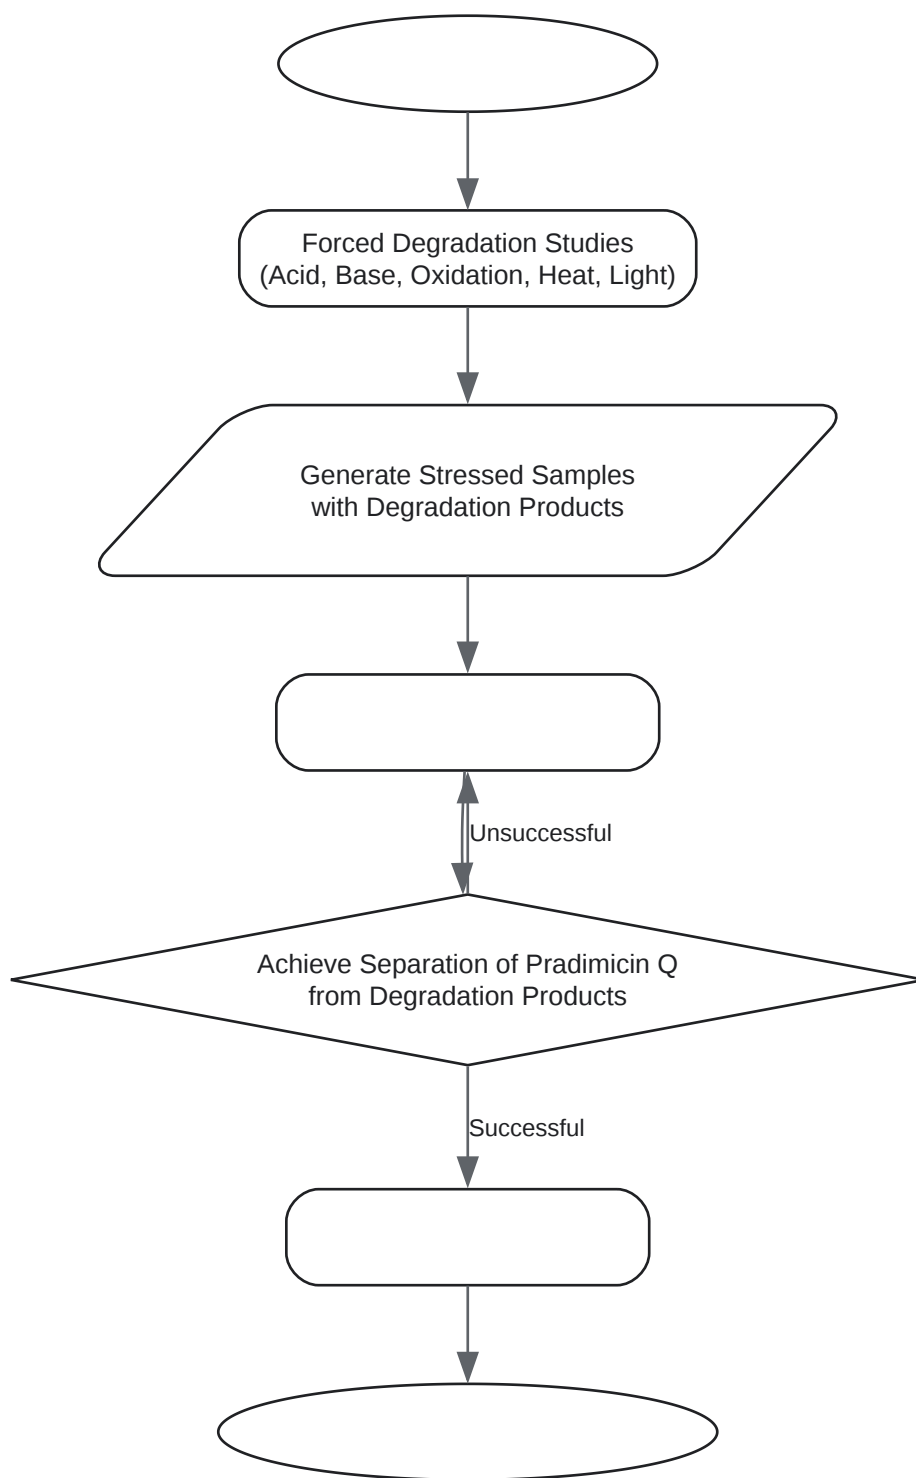 Forced Degradation Studies
(Acid, Base, Oxidation, Heat, Light)
Generate Stressed Samples
with Degradation Products
Unsuccessful
Achieve Separation of Pradimicin Q
from Degradation Products
Successful